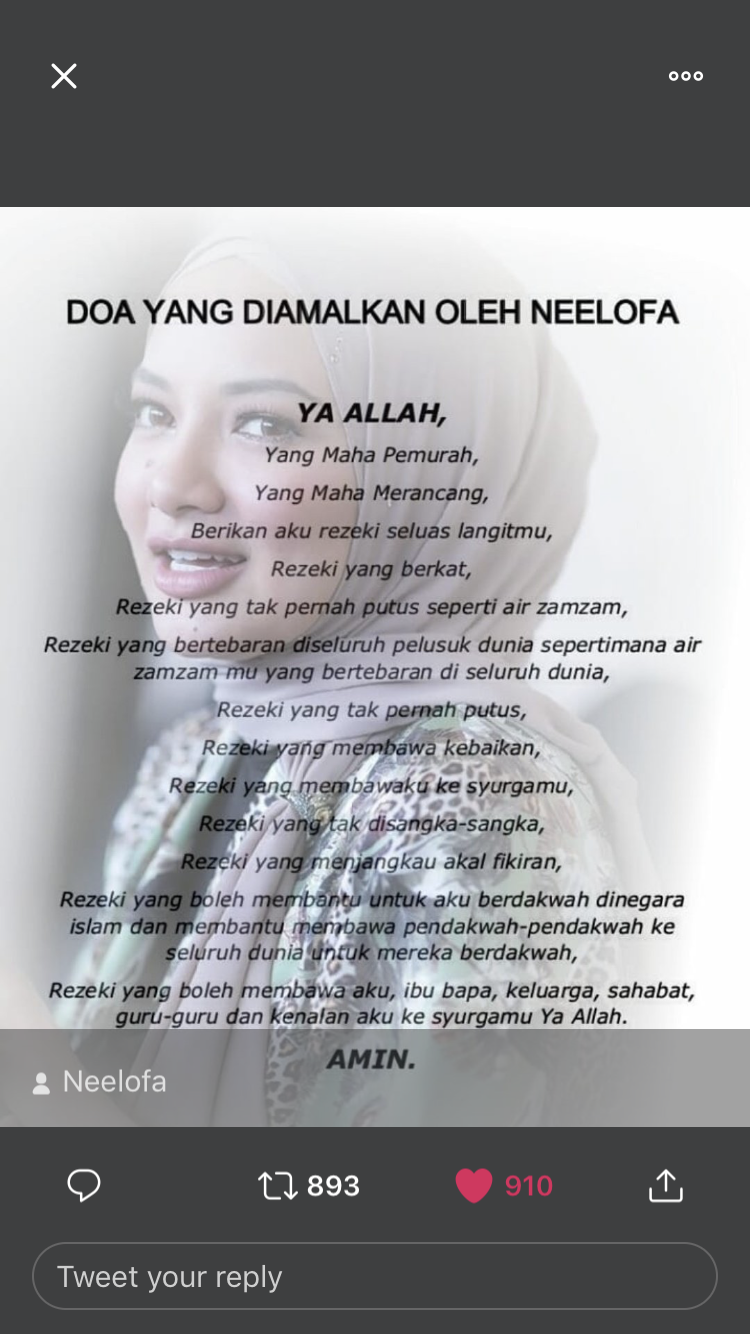 DOA YANG DIAMALKAN OLEH NEELOFA
YA ALLAH,
Yang Maha Pemurah,
Yang Maha Merancang,
Berikan aku rezeki seluas langitmu,
Rezeki yang berkat,
Rezeki yang tak pernah putus seperti air zamzam,
Rezeki yang bertebaran diseluruh pelusuk dunia sepertimana air
zamzam mu yang bertebaran di seluruh dunia,
Rezeki yang tak pernah putus,
Rezeki yang membawa kebaikan,
Rezeki yang membawaku ke syurgamu,
Rezeki yang tak disangka-sangka,
Rezeki yang menjangkau akal fikiran,
Rezeki yang boleh membantu untuk aku berdakwah dinegara
islam dan membantu membawa pendakwah-pendakwah ke
seluruh dunia untuk mereka berdakwah,
Rezeki yang boleh membawa aku, ibu bapa, keluarga, sahabat,
guru-guru dan kenalan aku ke syurgamu Ya Allah.
AMIN.
Neelofa
893 910
Tweet your reply